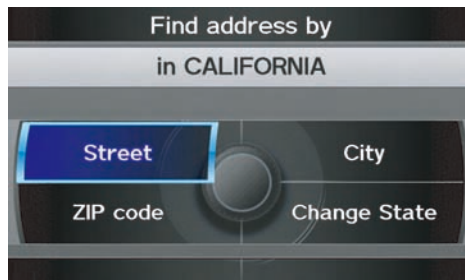 Find address by
in CALIFORNIA
Street
City
ZIP code
Change State